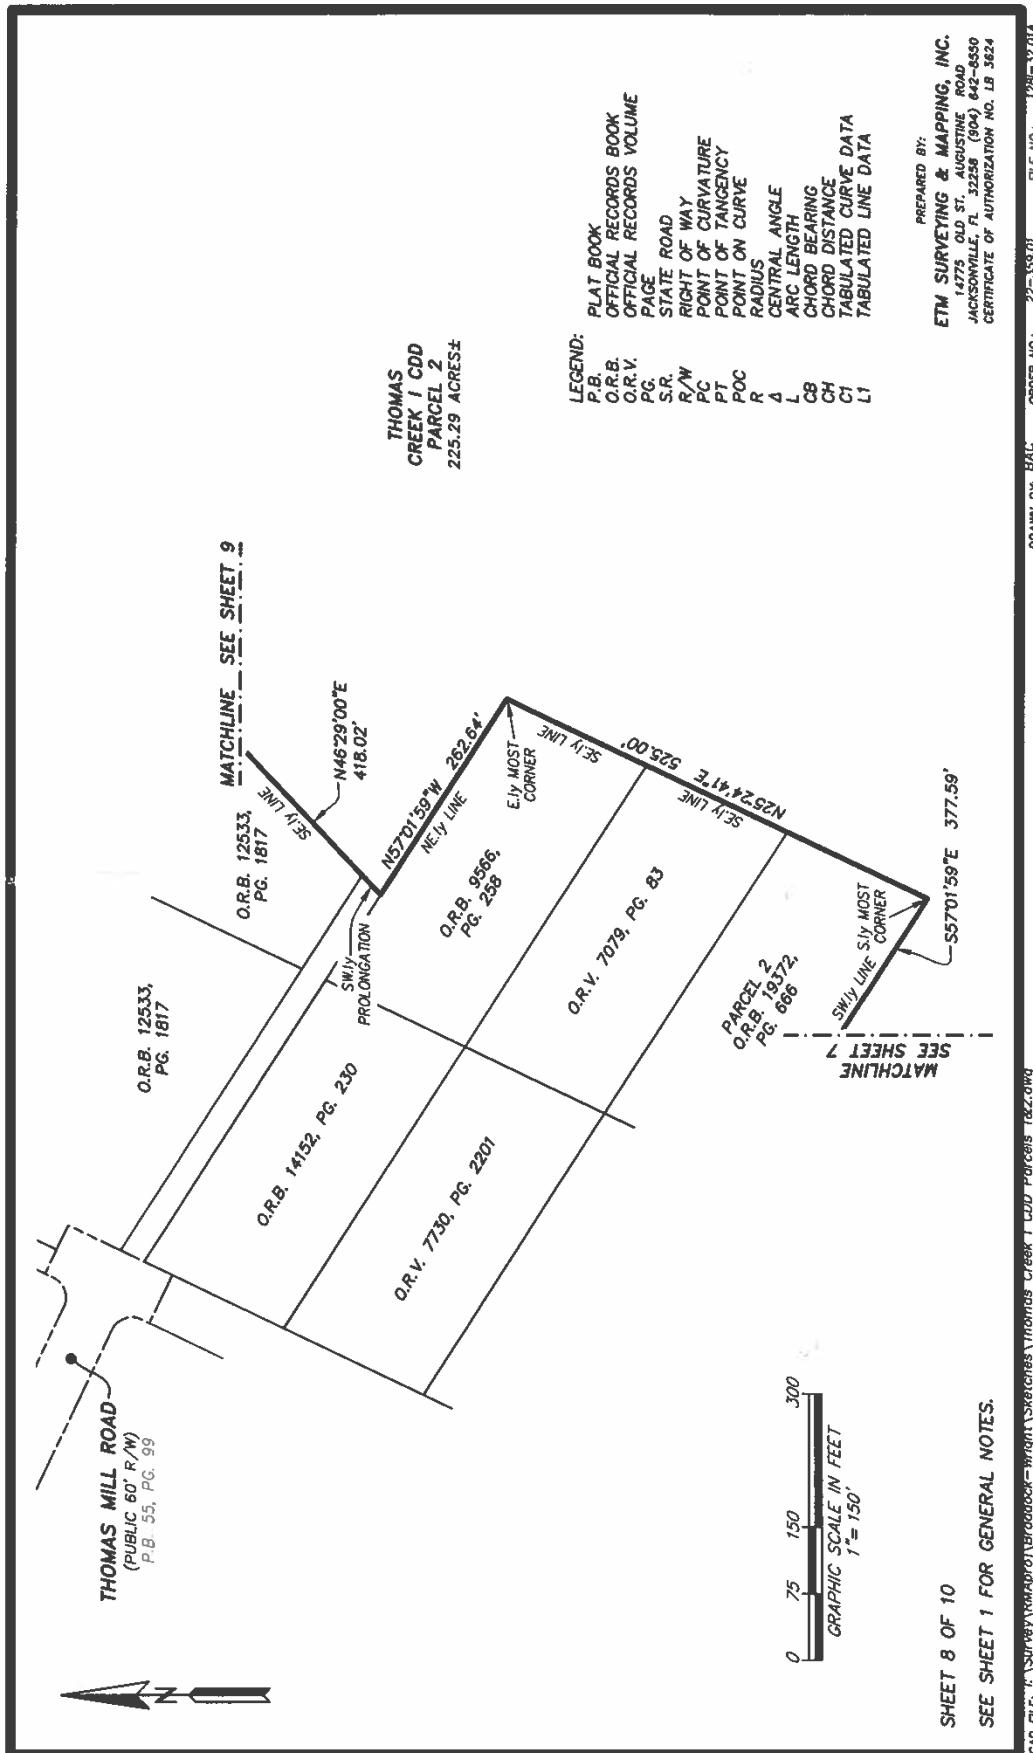 THOMAS MILL ROAD
(PUBLIC 60' R/W)
P.B. 55, PG. 99
N
O.R.B. 12533,
PG. 1817
O.R.B. 12533,
PG. 1817
MATCHLINE SEE SHEET 9
SE.ly LINE
N46°29'00"E
418.02'
SW.ly
PROLONGATION
N57°01'59"W 262.64'
NE.ly LINE
E.ly MOST
CORNER
O.R.B. 14152, PG. 230
O.R.B. 9566,
PG. 258
SE.ly LINE
525.00'
N25°24'41"E
SE.ly LINE
O.R.V. 7730, PG. 2201
O.R.V. 7079, PG. 83
PARCEL 2
O.R.B. 19372,
PG. 666
SW.ly LINE
S.ly MOST
CORNER
S57°01'59"E 377.59'
MATCHLINE
SEE SHEET 7
THOMAS
CREEK I CDD
PARCEL 2
225.29 ACRES±
LEGEND:
P.B. PLAT BOOK
O.R.B. OFFICIAL RECORDS BOOK
O.R.V. OFFICIAL RECORDS VOLUME
PG. PAGE
S.R. STATE ROAD
R/W RIGHT OF WAY
PC POINT OF CURVATURE
PT POINT OF TANGENCY
POC POINT ON CURVE
R RADIUS
Δ CENTRAL ANGLE
L ARC LENGTH
CB CHORD BEARING
CH CHORD DISTANCE
C1 TABULATED CURVE DATA
L1 TABULATED LINE DATA
0 75 150 300
GRAPHIC SCALE IN FEET
1"=150'
SHEET 8 OF 10
SEE SHEET 1 FOR GENERAL NOTES.
PREPARED BY:
ETM SURVEYING & MAPPING, INC.
14775 OLD ST. AUGUSTINE ROAD
JACKSONVILLE, FL 32258 (904) 642-8550
CERTIFICATE OF AUTHORIZATION NO. LB 3624